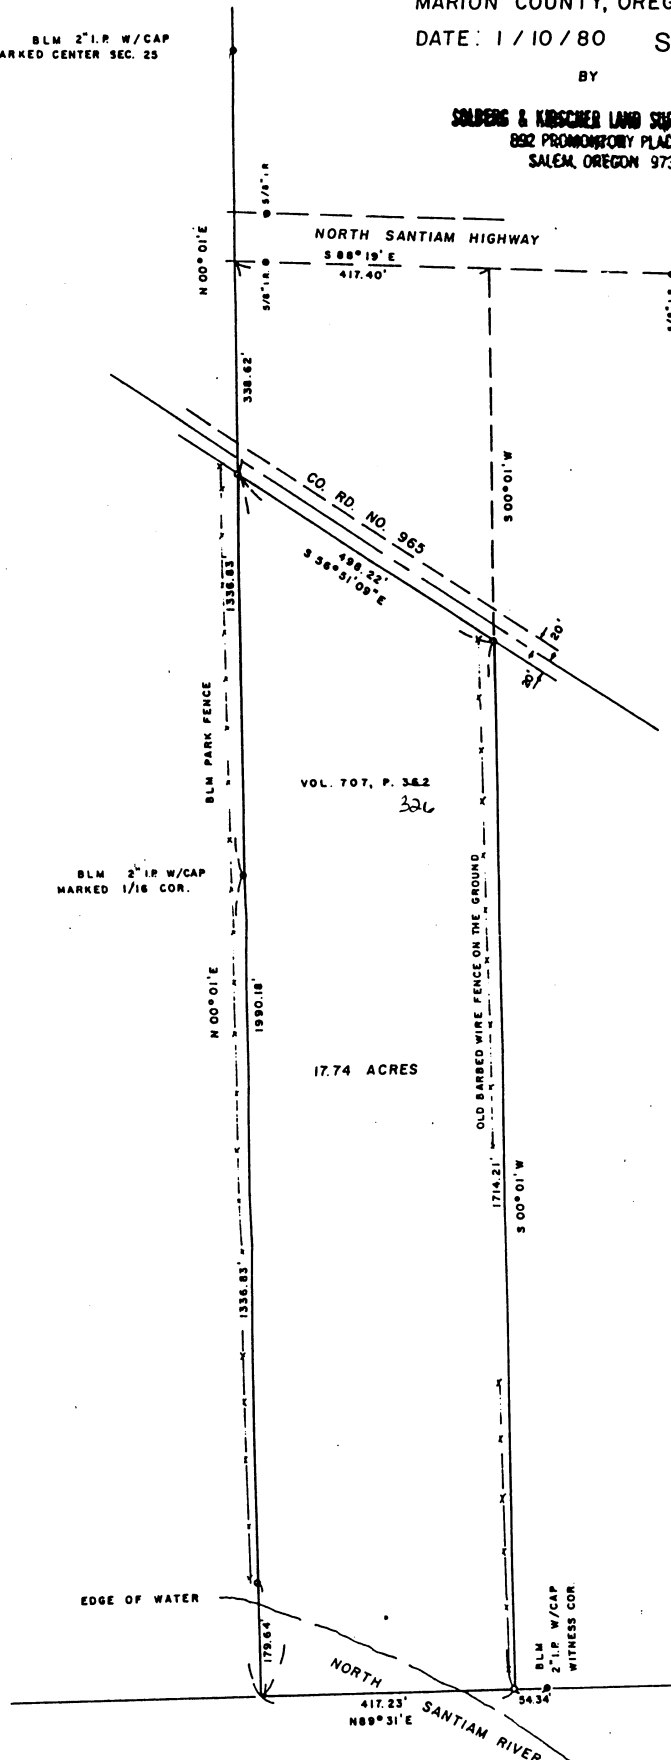 MARION COUNTY, OREG
DATE: 1/10/80 S
BY
SOLBERG & KIRSCHER LAND SU
892 PROMONTORY PLAC
SALEM, OREGON 973
BLM 2" I.P. W/CAP
ARKED CENTER SEC. 25
5/8" I.R.
N 00° 01' E
NORTH SANTIAM HIGHWAY
S 88° 19' E
417.40'
5/8" I.R.
5/8" I.R.
338.62'
S 00° 01' W
CO. RD. NO. 965
498.22'
S 56° 51' 09" E
1336.83'
20'
20'
BLM PARK FENCE
VOL. 707, P. 362
326
BLM 2" I.P. W/CAP
MARKED 1/16 COR.
OLD BARBED WIRE FENCE ON THE GROUND
N 00° 01' E
1990.18'
17.74 ACRES
1714.21'
S 00° 01' W
1336.83'
EDGE OF WATER
179.64'
BLM
2" I.P. W/CAP
WITNESS COR.
NORTH SANTIAM RIVER
417.23'
54.34'
N 89° 31' E